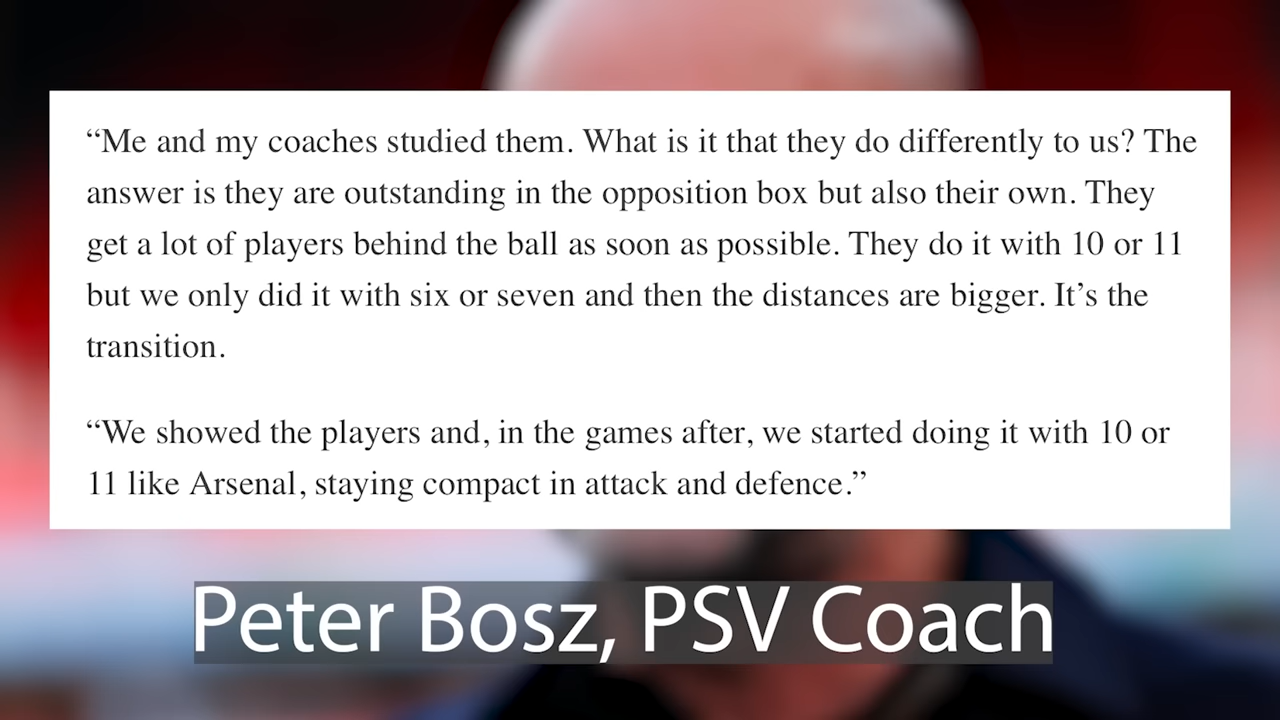 “Me and my coaches studied them. What is it that they do differently to us? The
answer is they are outstanding in the opposition box but also their own. They
get a lot of players behind the ball as soon as possible. They do it with 10 or 11
but we only did it with six or seven and then the distances are bigger. It’s the
transition.
“We showed the players and, in the games after, we started doing it with 10 or
11 like Arsenal, staying compact in attack and defence.”
Peter Bosz, PSV Coach